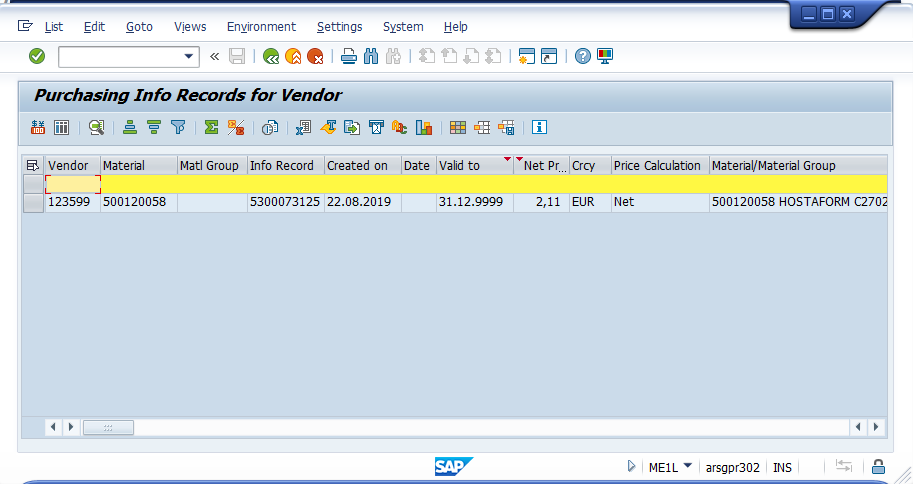 List Edit Goto Views Environment Settings System Help
Purchasing Info Records for Vendor
Vendor Material Matl Group Info Record Created on Date Valid to Net Pr... Crcy Price Calculation Material/Material Group
123599 500120058 5300073125 22.08.2019 31.12.9999 2,11 EUR Net 500120058 HOSTAFORM C2702
SAP ME1L arsgpr302 INS